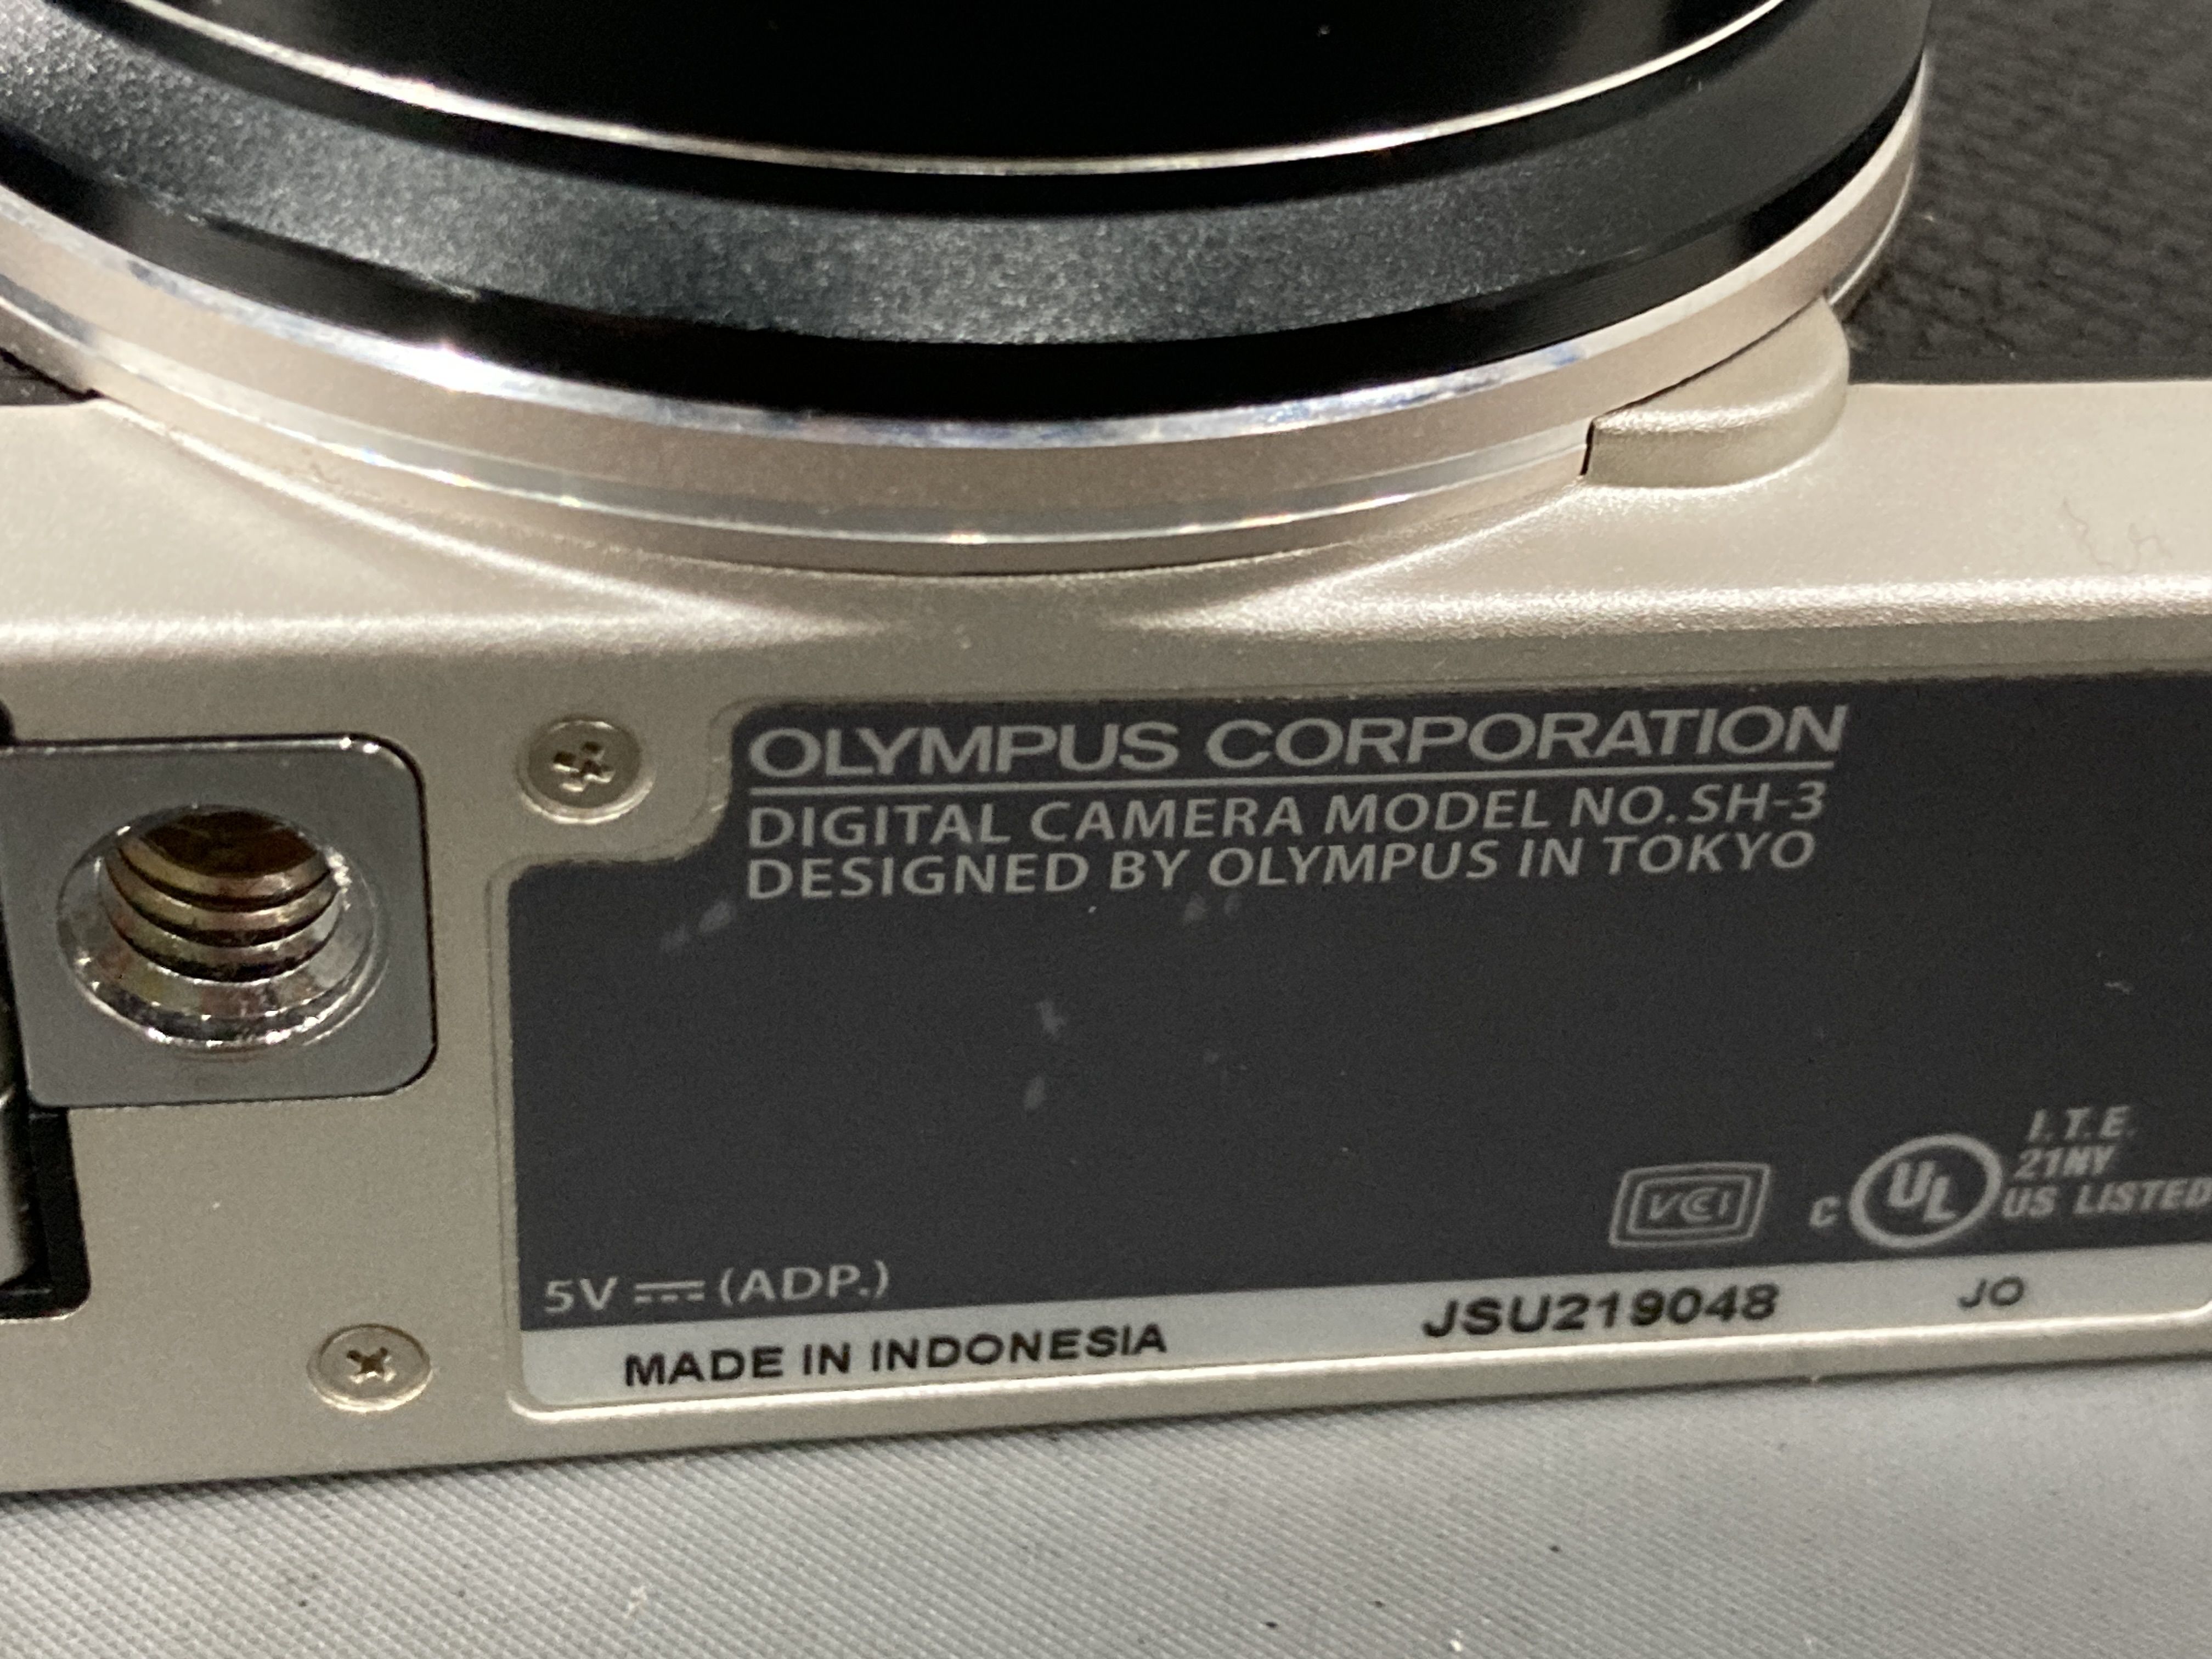 OLYMPUS CORPORATION
DIGITAL CAMERA MODEL NO. SH-3
DESIGNED BY OLYMPUS IN TOKYO
I.T.E.
21NY
VCI
C UL US LISTED
5V (ADP.)
MADE IN INDONESIA JSU219048 JO